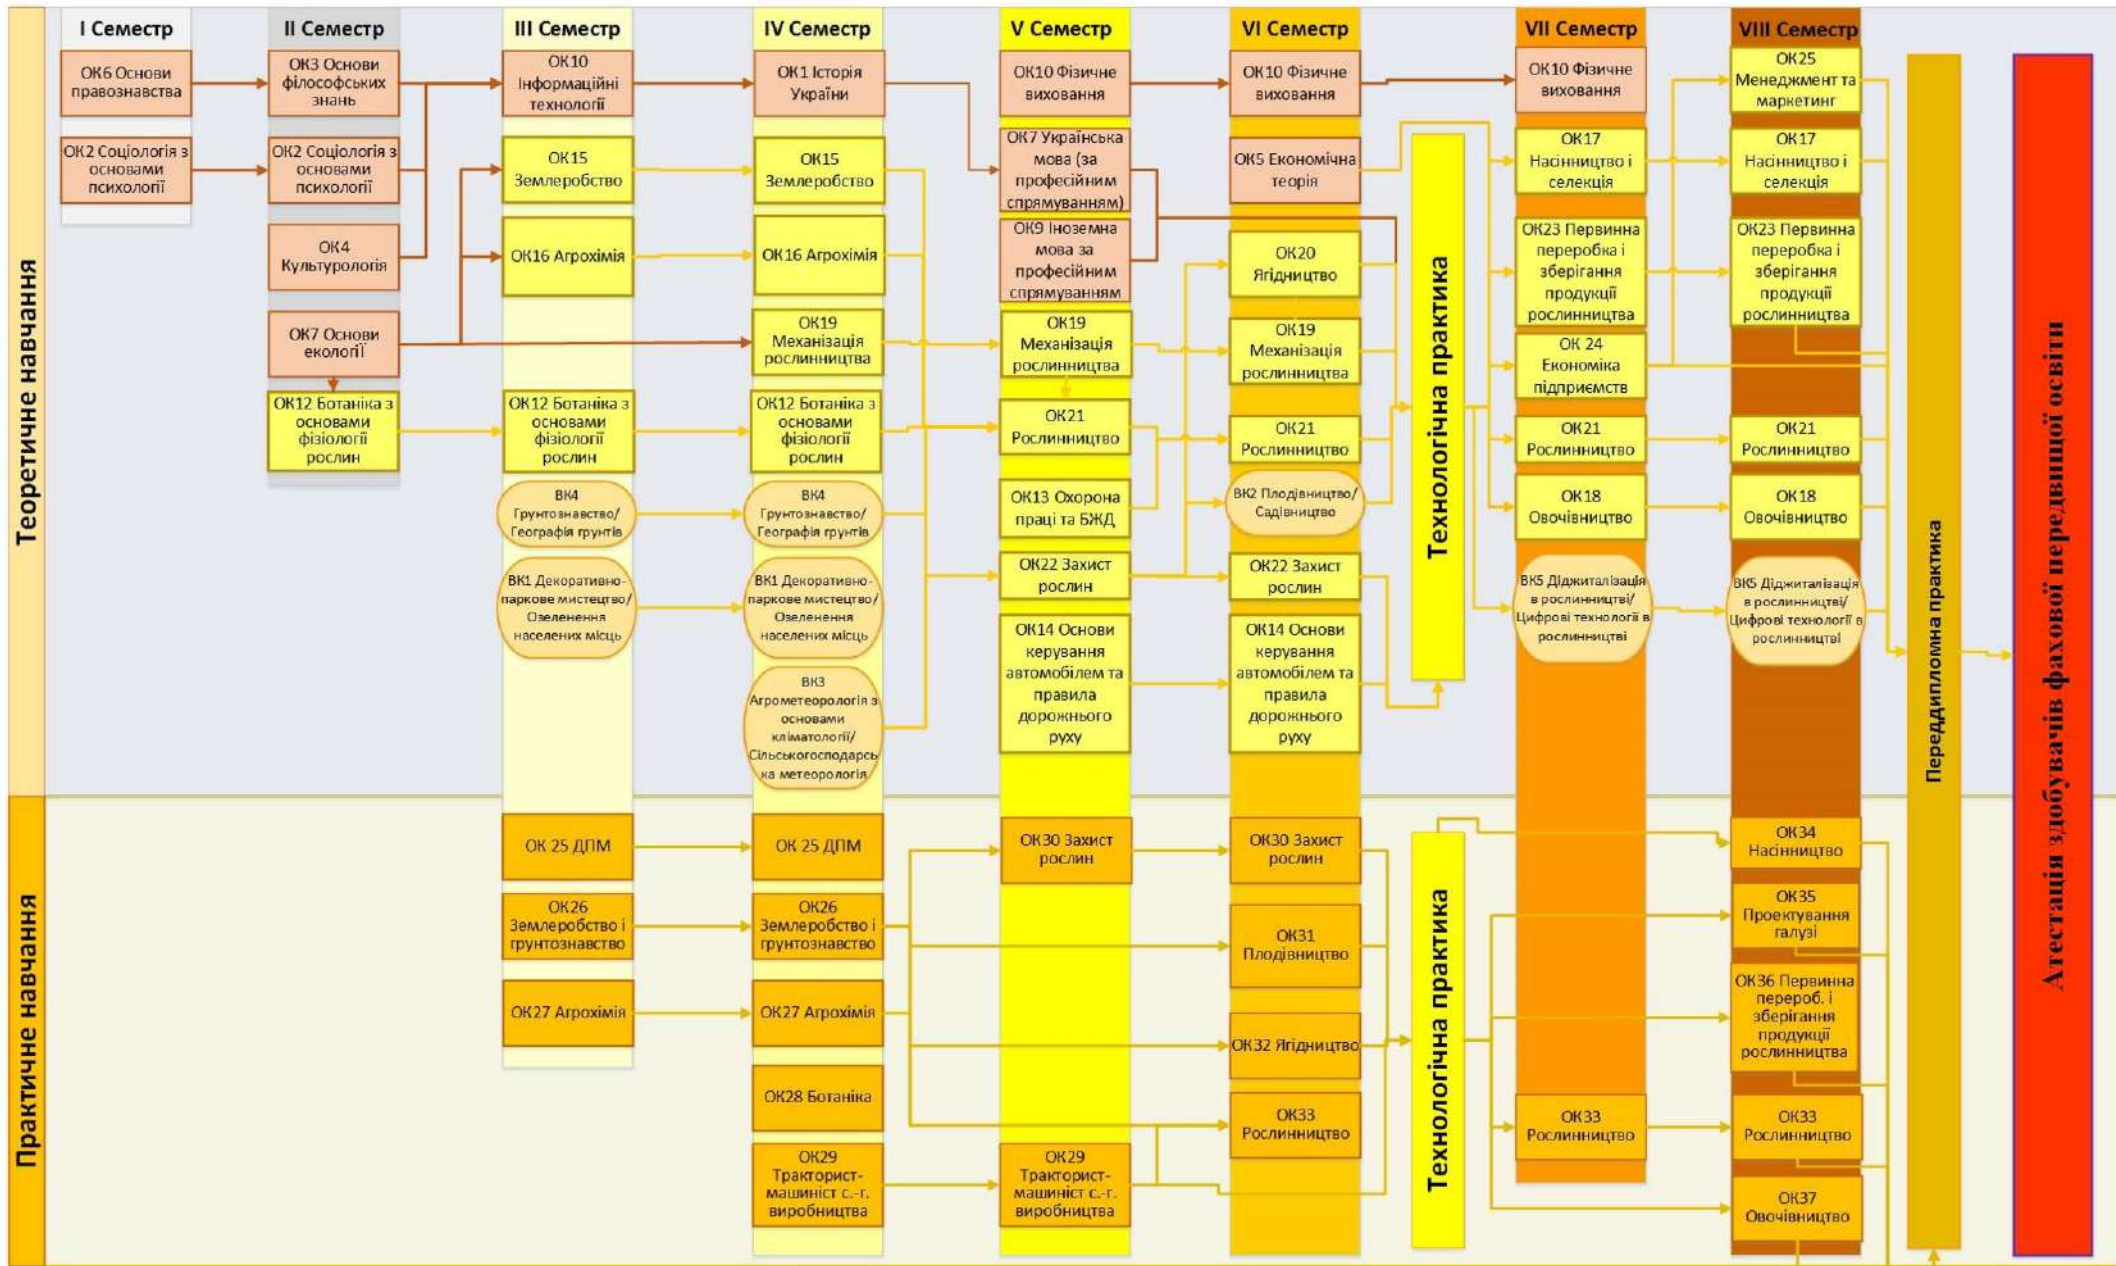 Теоретичне навчання
I Семестр
ОК6 Основи
правознавства
ОК2 Соціологія з
основами
психології
II Семестр
ОК3 Основи
філософських
знань
ОК2 Соціологія з
основами
психології
ОК4
Культурологія
ОК7 Основи
екології
ОК12 Ботаніка з
основами
фізіології
рослин
III Семестр
ОК10
Інформаційні
технології
ОК15
Землеробство
ОК16 Агрохімія
ОК12 Ботаніка з
основами
фізіології
рослин
ВК4
Грунтознавство/
Географія грунтів
ВК1 Декоративно-
паркове мистецтво/
Озеленення
населених місць
IV Семестр
ОК1 Історія
України
ОК15
Землеробство
ОК16 Агрохімія
ОК19
Механізація
рослинництва
ОК12 Ботаніка з
основами
фізіології
рослин
ВК4
Грунтознавство/
Географія грунтів
ВК1 Декоративно-
паркове мистецтво/
Озеленення
населених місць
ВК3
Агрометеорологія з
основами
кліматології/
Сільськогосподарсь
ка метеорологія
V Семестр
ОК10 Фізичне
виховання
ОК7 Українська
мова (за
професійним
спрямуванням)
ОК9 Іноземна
мова за
професійним
спрямуванням
ОК19
Механізація
рослинництва
ОК21
Рослинництво
ОК13 Охорона
праці та БЖД
ОК22 Захист
рослин
ОК14 Основи
керування
автомобілем та
правила
дорожнього
руху
VI Семестр
ОК10 Фізичне
виховання
ОК5 Економічна
теорія
ОК20
Ягідництво
ОК19
Механізація
рослинництва
ОК21
Рослинництво
ВК2 Плодівництво/
Садівництво
ОК22 Захист
рослин
ОК14 Основи
керування
автомобілем та
правила
дорожнього
руху
Технологічна практика
VII Семестр
ОК10 Фізичне
виховання
ОК17
Насінництво і
селекція
ОК23 Первинна
переробка і
зберігання
продукції
рослинництва
ОК 24
Економіка
підприємств
ОК21
Рослинництво
ОК18
Овочівництво
ВК5 Діджиталізація
в рослинництві/
Цифрові технології в
рослинництві
VIII Семестр
ОК25
Менеджмент та
маркетинг
ОК17
Насінництво і
селекція
ОК23 Первинна
переробка і
зберігання
продукції
рослинництва
ОК21
Рослинництво
ОК18
Овочівництво
ВК5 Діджиталізація
в рослинництві/
Цифрові технології в
рослинництві
Переддипломна практика
Атестація здобувачів фахової передвищої освіти
Практичне навчання
ОК 25 ДПМ
ОК26
Землеробство і
грунтознавство
ОК27 Агрохімія
ОК 25 ДПМ
ОК26
Землеробство і
грунтознавство
ОК27 Агрохімія
ОК28 Ботаніка
ОК29
Тракторист-
машиніст с.-г.
виробництва
ОК30 Захист
рослин
ОК29
Тракторист-
машиніст с.-г.
виробництва
ОК30 Захист
рослин
ОК31
Плодівництво
ОК32 Ягідництво
ОК33
Рослинництво
Технологічна практика
ОК33
Рослинництво
ОК34
Насінництво
ОК35
Проектування
галузі
ОК36 Первинна
перероб. і
зберігання
продукції
рослинництва
ОК33
Рослинництво
ОК37
Овочівництво